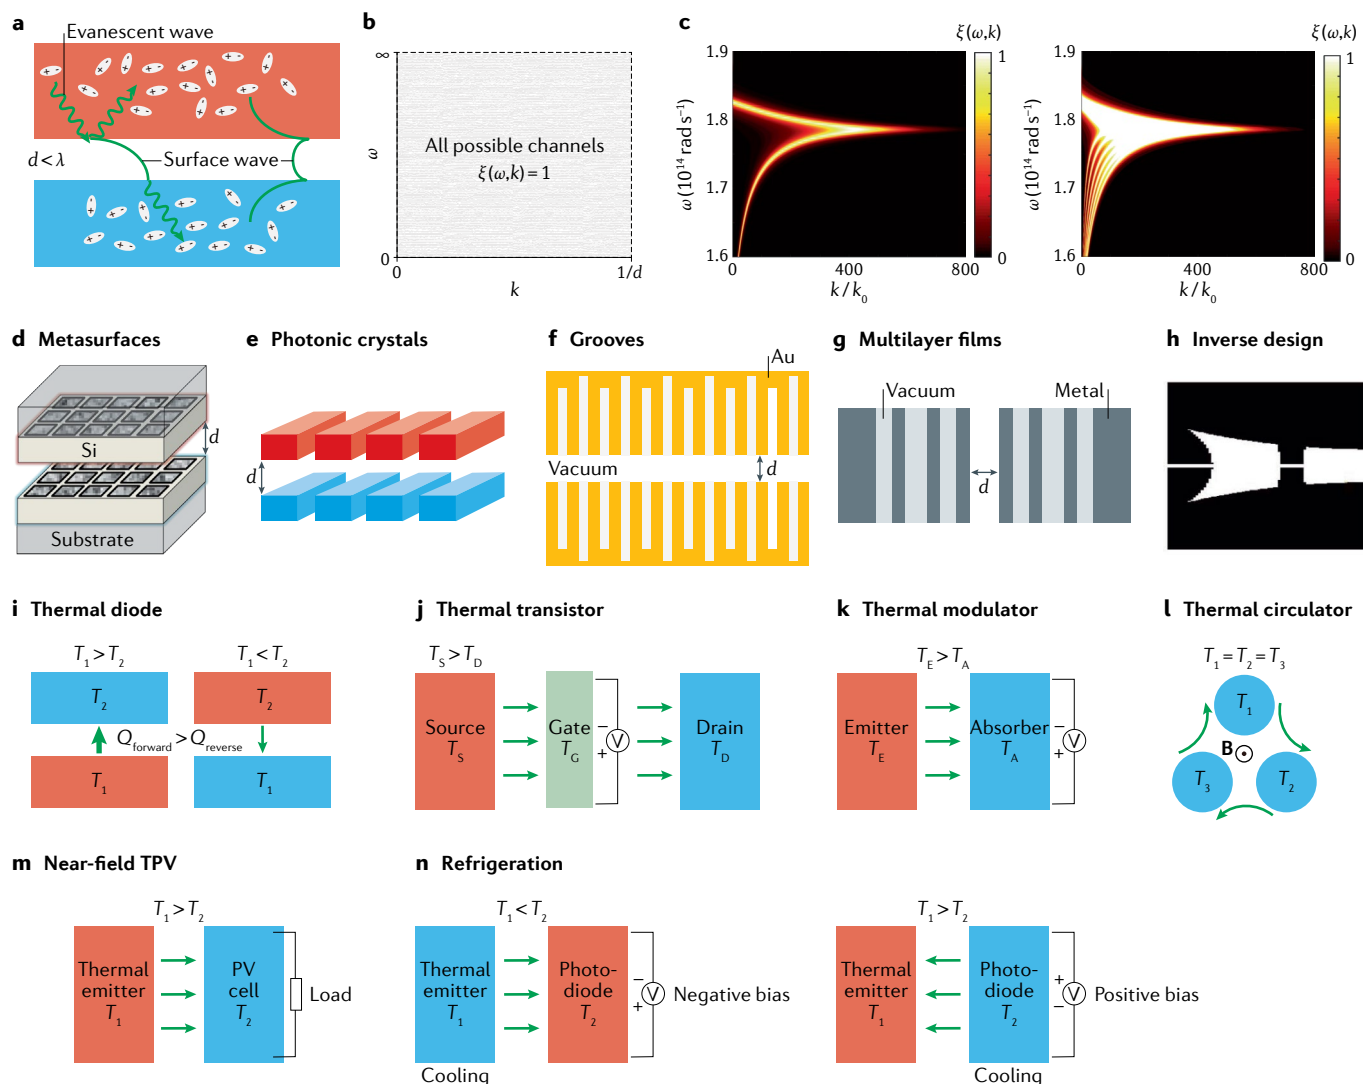 a
Evanescent wave
d < λ
Surface wave
b
∞
ω
All possible channels
ξ(ω,k) = 1
0
0
1/d
k
c
ξ(ω,k)
1.9
1
ω (10¹⁴ rad s⁻¹)
1.8
1.7
1.6
0
0
400
800
k / k₀
ξ(ω,k)
1.9
1
ω (10¹⁴ rad s⁻¹)
1.8
1.7
1.6
0
0
400
800
k / k₀
d Metasurfaces
Si
d
Substrate
e Photonic crystals
d
f Grooves
Au
Vacuum
d
g Multilayer films
Vacuum
Metal
d
h Inverse design
i Thermal diode
T₁ > T₂
T₁ < T₂
T₂
T₂
Q_forward > Q_reverse
T₁
T₁
j Thermal transistor
T_S > T_D
Source
T_S
Gate
T_G
−
V
+
Drain
T_D
k Thermal modulator
T_E > T_A
Emitter
T_E
Absorber
T_A
−
V
+
l Thermal circulator
T₁ = T₂ = T₃
T₁
B
T₃
T₂
m Near-field TPV
T₁ > T₂
Thermal
emitter
T₁
PV
cell
T₂
Load
n Refrigeration
T₁ < T₂
Thermal
emitter
T₁
Photo-
diode
T₂
−
V
+
Negative bias
Cooling
T₁ > T₂
Thermal
emitter
T₁
Photo-
diode
T₂
+
V
−
Positive bias
Cooling